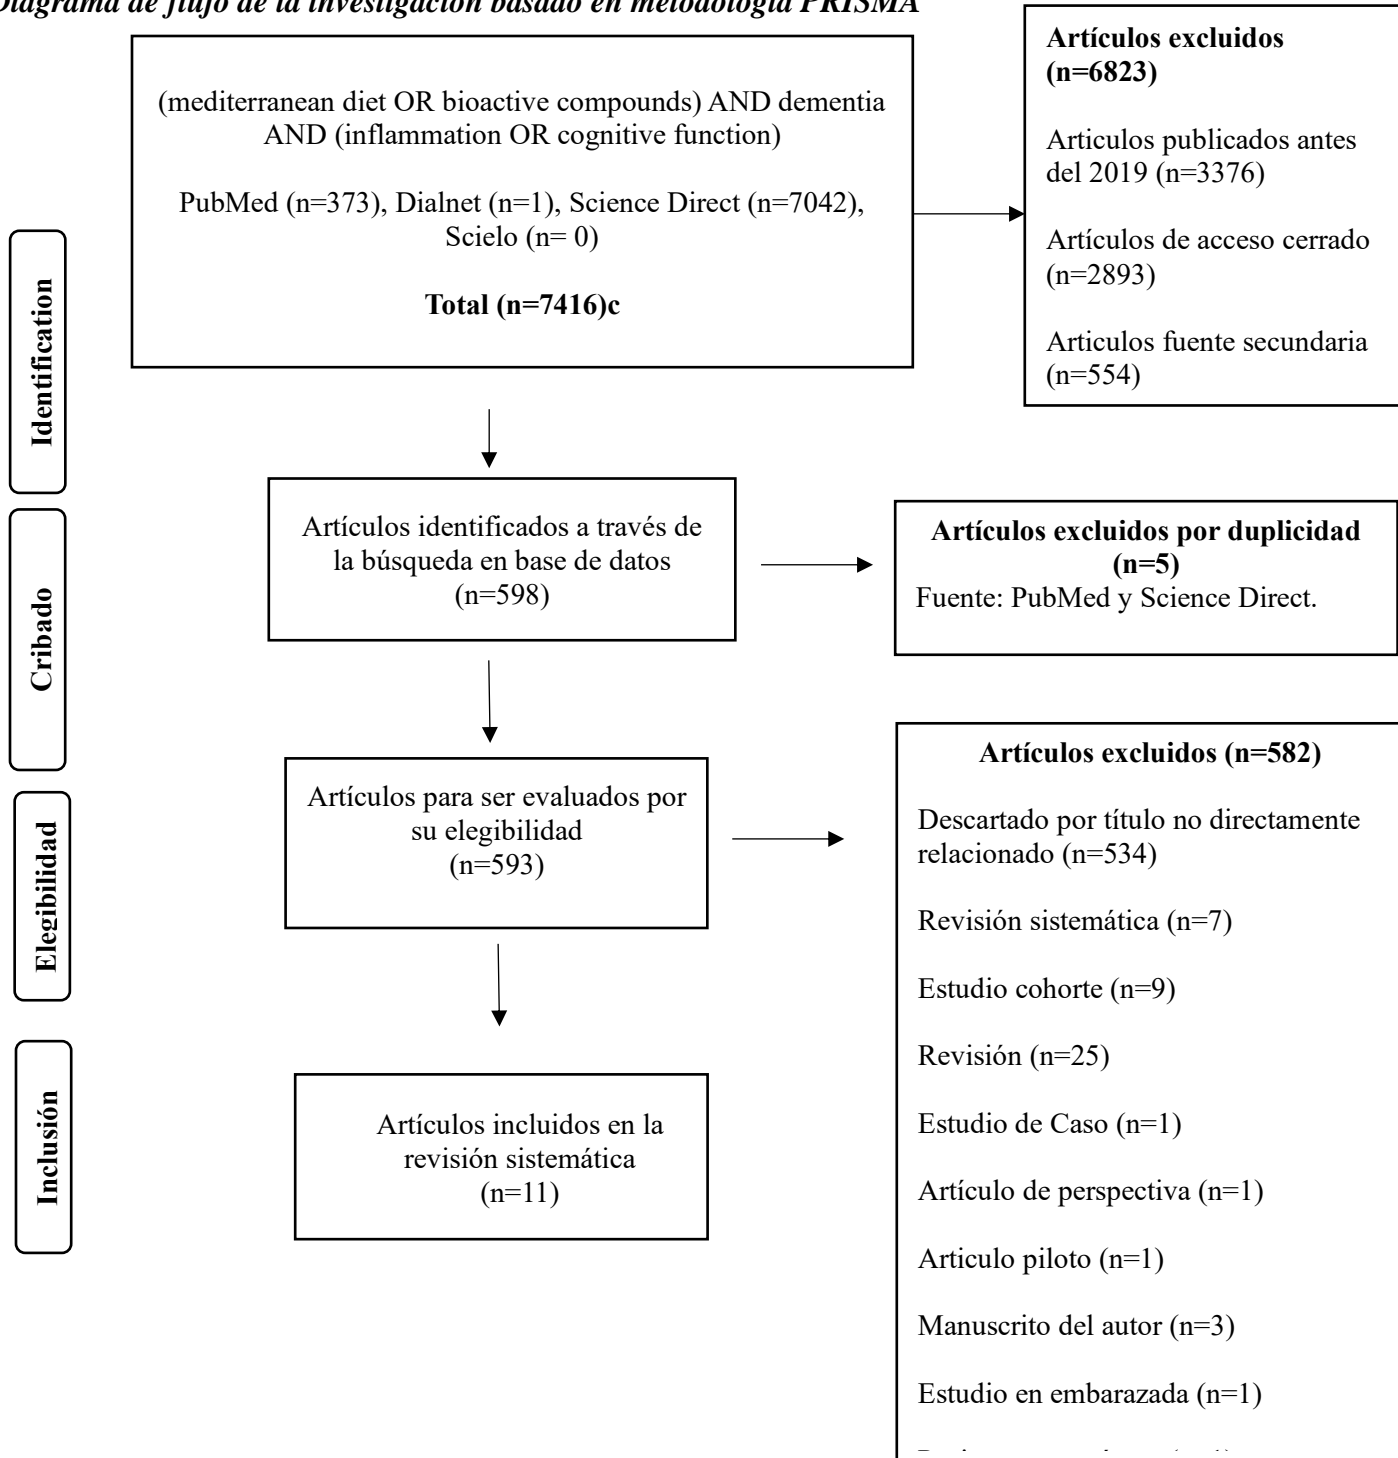 Diagrama de flujo de la investigación basado en metodología PRISMA
(mediterranean diet OR bioactive compounds) AND dementia
AND (inflammation OR cognitive function)
PubMed (n=373), Dialnet (n=1), Science Direct (n=7042),
Scielo (n= 0)
Total (n=7416)c
Artículos excluidos
(n=6823)
Articulos publicados antes
del 2019 (n=3376)
Artículos de acceso cerrado
(n=2893)
Articulos fuente secundaria
(n=554)
Identification
Artículos identificados a través de
la búsqueda en base de datos
(n=598)
Artículos excluidos por duplicidad
(n=5)
Fuente: PubMed y Science Direct.
Cribado
Artículos para ser evaluados por
su elegibilidad
(n=593)
Artículos excluidos (n=582)
Descartado por título no directamente
relacionado (n=534)
Revisión sistemática (n=7)
Estudio cohorte (n=9)
Revisión (n=25)
Estudio de Caso (n=1)
Artículo de perspectiva (n=1)
Articulo piloto (n=1)
Manuscrito del autor (n=3)
Estudio en embarazada (n=1)
Elegibilidad
Artículos incluidos en la
revisión sistemática
(n=11)
Inclusión